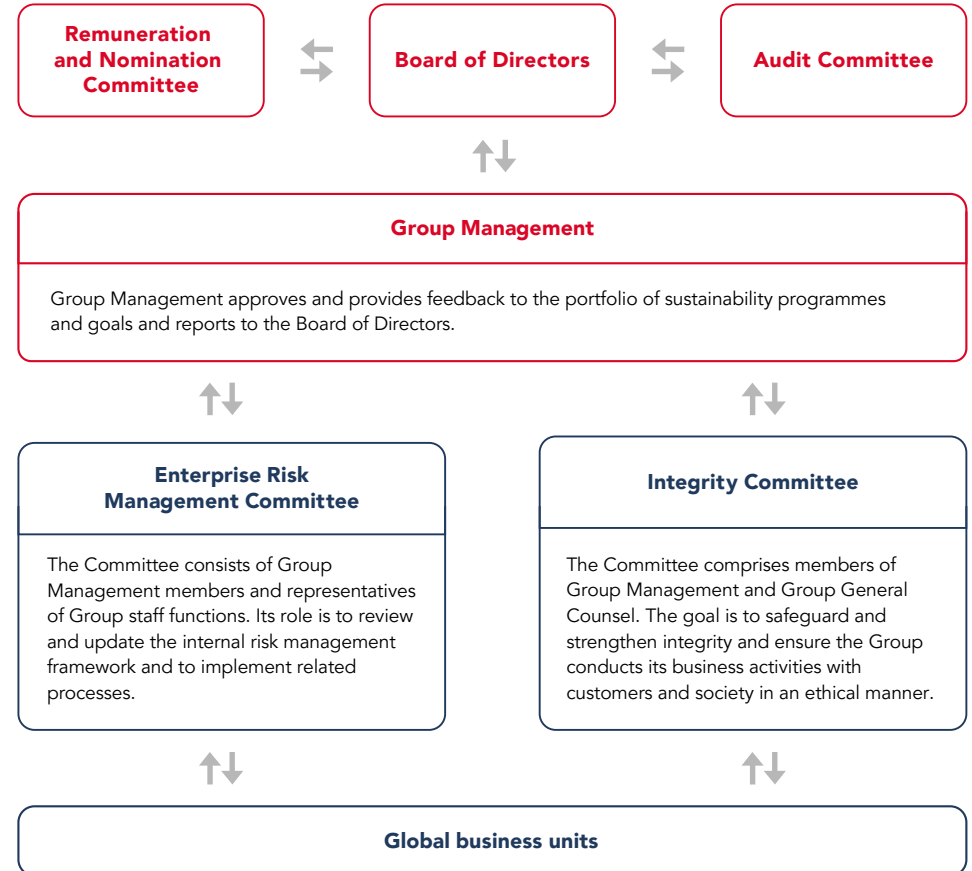 Remuneration
and Nomination
Committee
Board of Directors
Audit Committee
Group Management
Group Management approves and provides feedback to the portfolio of sustainability programmes
and goals and reports to the Board of Directors.
Enterprise Risk
Management Committee
The Committee consists of Group
Management members and representatives
of Group staff functions. Its role is to review
and update the internal risk management
framework and to implement related
processes.
Integrity Committee
The Committee comprises members of
Group Management and Group General
Counsel. The goal is to safeguard and
strengthen integrity and ensure the Group
conducts its business activities with
customers and society in an ethical manner.
Global business units